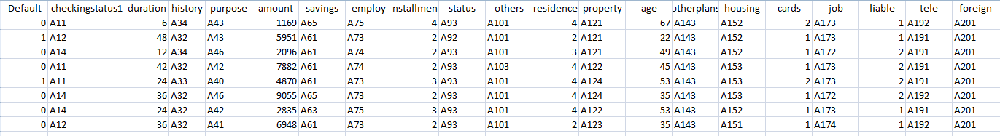 Default checkingstatus1 duration history purpose amount savings employ nstallment status others residence property age otherplans housing cards job liable tele foreign
0 A11 6 A34 A43 1169 A65 A75 4 A93 A101 4 A121 67 A143 A152 2 A173 1 A192 A201
1 A12 48 A32 A43 5951 A61 A73 2 A92 A101 2 A121 22 A143 A152 1 A173 1 A191 A201
0 A14 12 A34 A46 2096 A61 A74 2 A93 A101 3 A121 49 A143 A152 1 A172 2 A191 A201
0 A11 42 A32 A42 7882 A61 A74 2 A93 A103 4 A122 45 A143 A153 1 A173 2 A191 A201
1 A11 24 A33 A40 4870 A61 A73 3 A93 A101 4 A124 53 A143 A153 2 A173 2 A191 A201
0 A14 36 A32 A46 9055 A65 A73 2 A93 A101 4 A124 35 A143 A153 1 A172 2 A192 A201
0 A14 24 A32 A42 2835 A63 A75 3 A93 A101 4 A122 53 A143 A152 1 A173 1 A191 A201
0 A12 36 A32 A41 6948 A61 A73 2 A93 A101 2 A123 35 A143 A151 1 A174 1 A192 A201